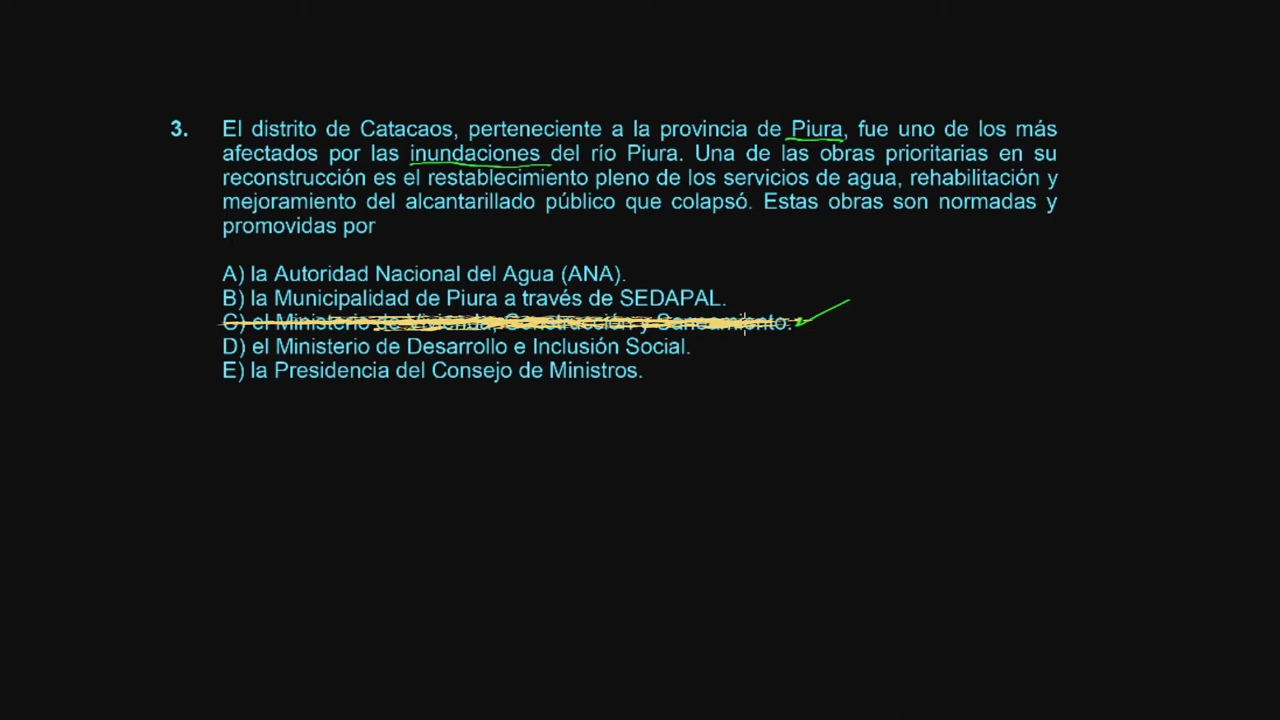 3. El distrito de Catacaos, perteneciente a la provincia de Piura, fue uno de los más
afectados por las inundaciones del río Piura. Una de las obras prioritarias en su
reconstrucción es el restablecimiento pleno de los servicios de agua, rehabilitación y
mejoramiento del alcantarillado público que colapsó. Estas obras son normadas y
promovidas por
A) la Autoridad Nacional del Agua (ANA).
B) la Municipalidad de Piura a través de SEDAPAL.
C) el Ministerio de Vivienda, Construcción y Saneamiento.
D) el Ministerio de Desarrollo e Inclusión Social.
E) la Presidencia del Consejo de Ministros.